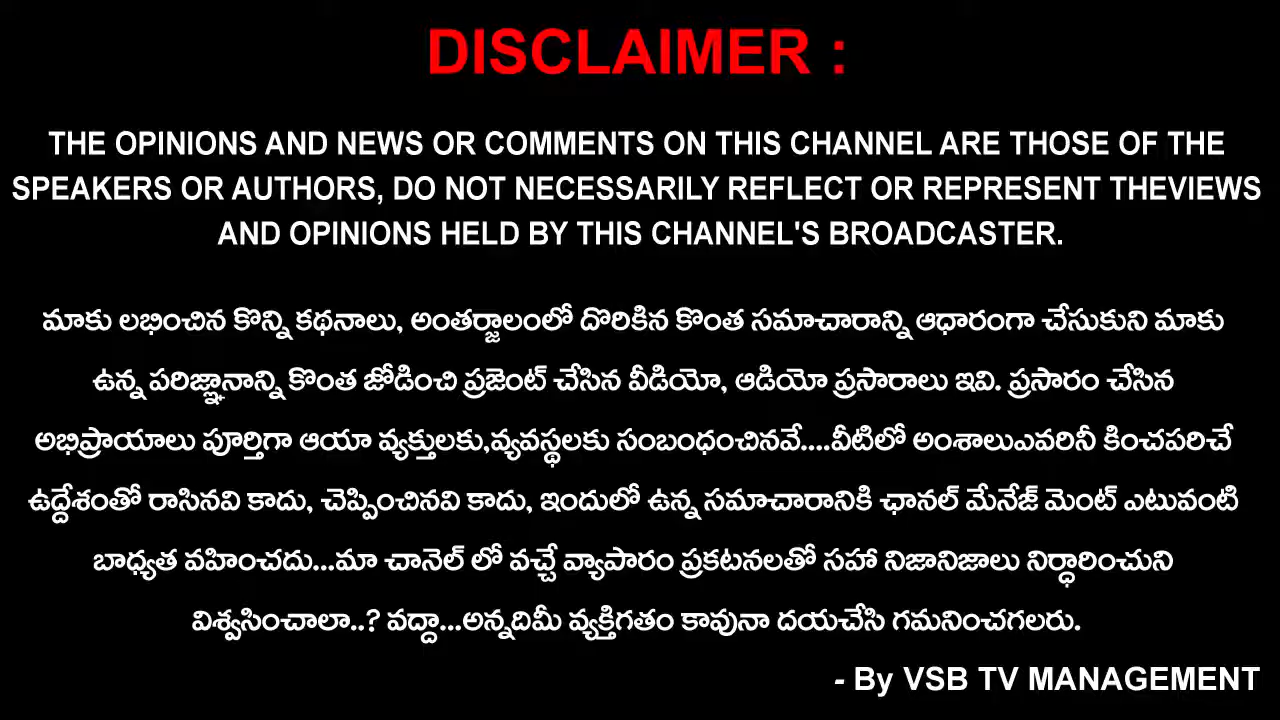 DISCLAIMER :
THE OPINIONS AND NEWS OR COMMENTS ON THIS CHANNEL ARE THOSE OF THE
SPEAKERS OR AUTHORS, DO NOT NECESSARILY REFLECT OR REPRESENT THEVIEWS
AND OPINIONS HELD BY THIS CHANNEL'S BROADCASTER.
మాకు లభించిన కొన్ని కథనాలు, అంతర్జాలంలో దొరికిన కొంత సమాచారాన్ని ఆధారంగా చేసుకుని మాకు
ఉన్న పరిజ్ఞానాన్ని కొంత జోడించి ప్రజెంట్ చేసిన వీడియో, ఆడియో ప్రసారాలు ఇవి. ప్రసారం చేసిన
అభిప్రాయాలు పూర్తిగా ఆయా వ్యక్తులకు,వ్యవస్థలకు సంబంధంచినవే....వీటిలో అంశాలుఎవరినీ కించపరిచే
ఉద్దేశంతో రాసినవి కాదు, చెప్పించినవి కాదు, ఇందులో ఉన్న సమాచారానికి ఛానల్ మేనేజ్ మెంట్ ఎటువంటి
బాధ్యత వహించదు...మా చానెల్ లో వచ్చే వ్యాపారం ప్రకటనలతో సహా నిజానిజాలు నిర్ధారించుని
విశ్వసించాలా..? వద్దా...అన్నదిమీ వ్యక్తిగతం కావునా దయచేసి గమనించగలరు.
- By VSB TV MANAGEMENT